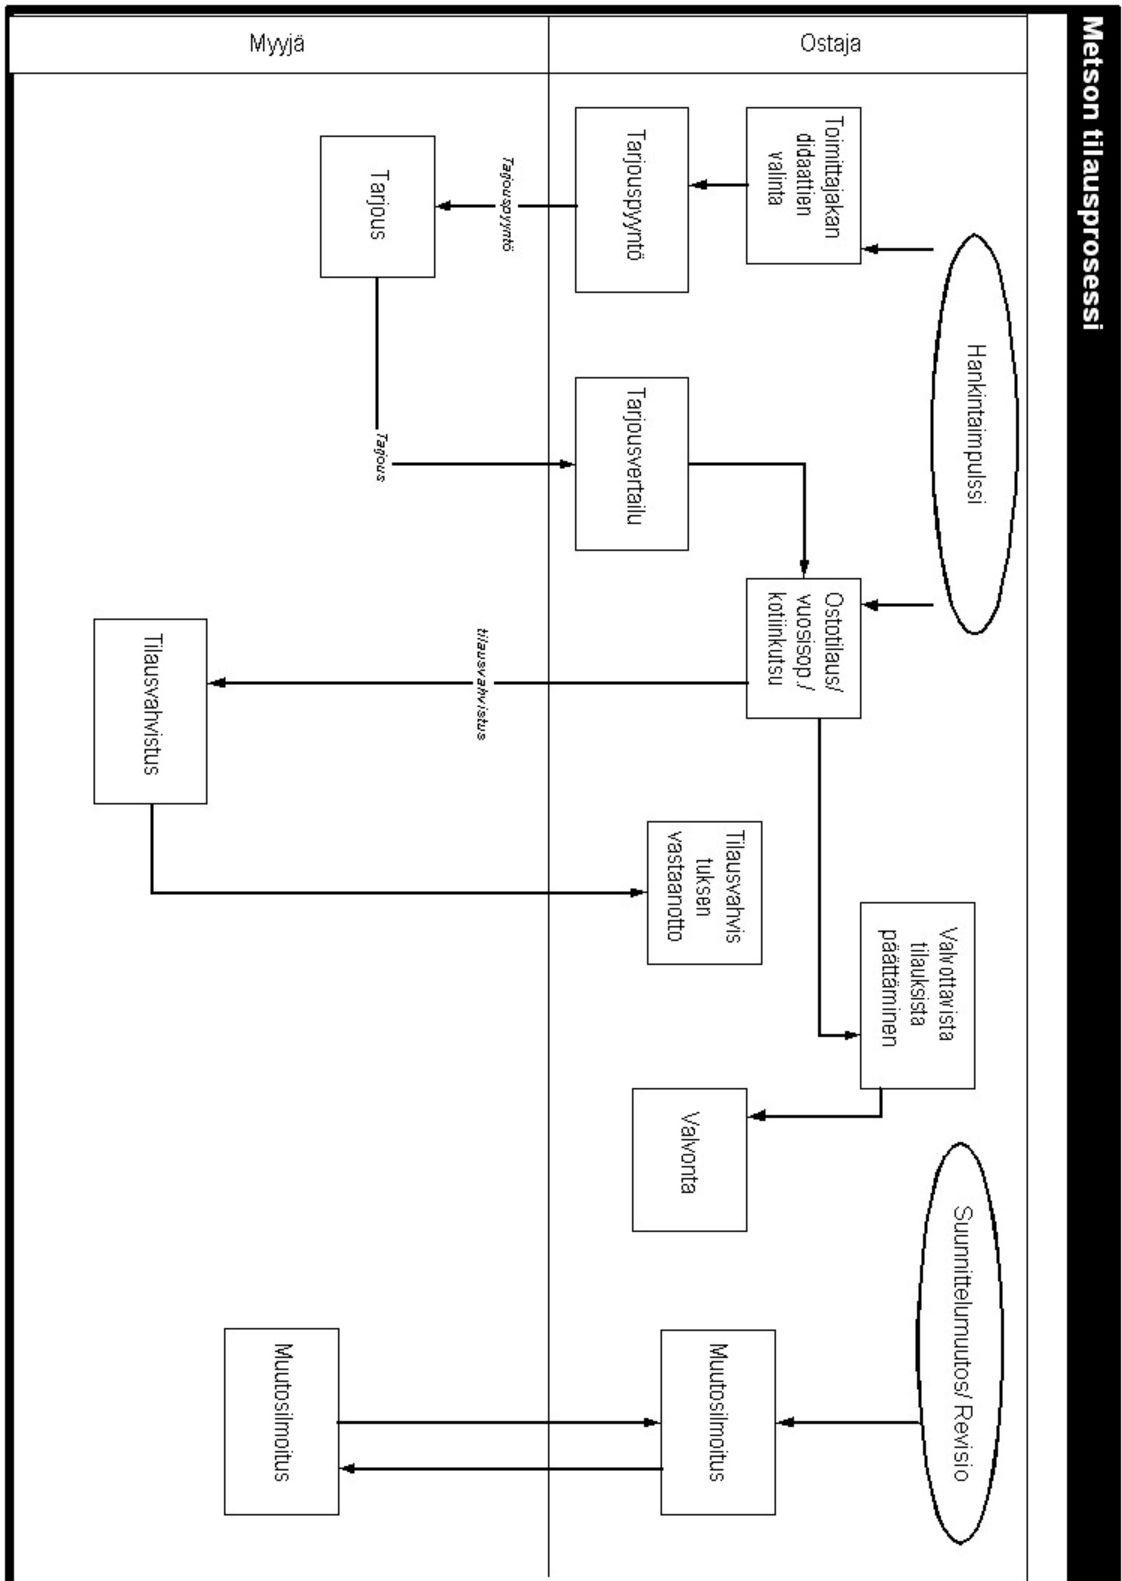 Metson tilausprosessi
Ostaja
Myyjä
Hankintaimpulssi
Suunnittelumuutos/ Revisio
Toimittajakan
didaattien
valinta
Tarjouspyyntö
Tarjouspyyntö
Tarjous
Tarjous
Tarjousvertailu
Ostotilaus/
vuosisop./
kotiinkutsu
tilausvahvistus
Tilausvahvistus
Tilausvahvis
tuksen
vastaanotto
Valvottavista
tilauksista
päättäminen
Valvonta
Muutosilmoitus
Muutosilmoitus